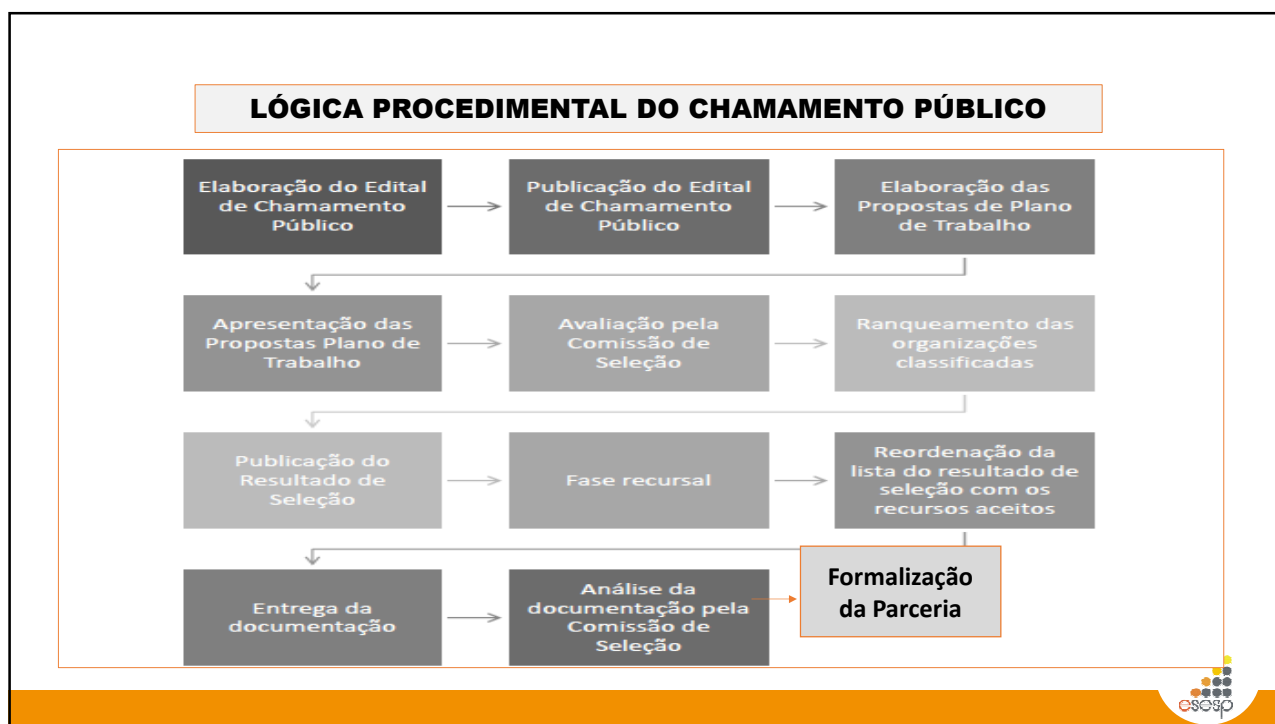 LÓGICA PROCEDIMENTAL DO CHAMAMENTO PÚBLICO
Elaboração do Edital
de Chamamento
Público
Publicação do Edital
de Chamamento
Público
Elaboração das
Propostas de Plano
de Trabalho
Apresentação das
Propostas Plano de
Trabalho
Avaliação pela
Comissão de
Seleção
Ranqueamento das
organizações
classificadas
Publicação do
Resultado de
Seleção
Fase recursal
Reordenação da
lista do resultado de
seleção com os
recursos aceitos
Entrega da
documentação
Análise da
documentação pela
Comissão de
Seleção
Formalização
da Parceria
esesp